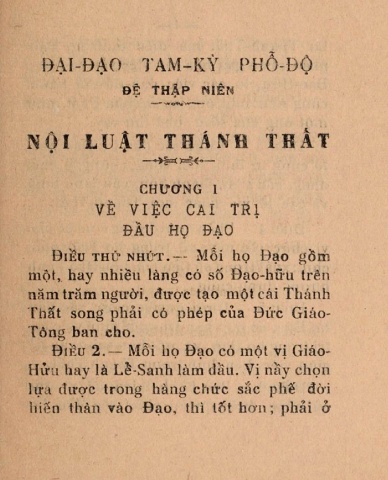 ĐẠI-ĐẠO TAM-KỲ PHỔ-ĐỘ
ĐỆ THẬP NIÊN
NỘI LUẬT THÁNH THẤT
CHƯƠNG I
VỀ VIỆC CAI TRỊ
ĐẦU HỌ ĐẠO
ĐIỀU THỨ NHỨT.— Mỗi họ Đạo gồm
một, hay nhiều làng có số Đạo-hữu trên
năm trăm người, được tạo một cái Thánh
Thất song phải có phép của Đức Giáo-
Tông ban cho.
ĐIỀU 2.— Mỗi họ Đạo có một vị Giáo-
Hữu hay là Lễ-Sanh làm đầu. Vị nầy chọn
lựa được trong hàng chức sắc phế đời
hiến thân vào Đạo, thì tốt hơn; phải ở